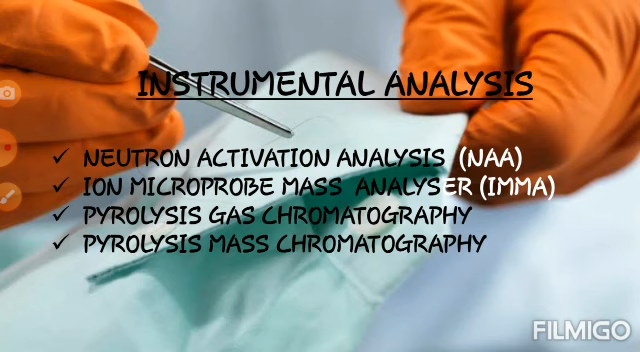 INSTRUMENTAL ANALYSIS
✓ NEUTRON ACTIVATION ANALYSIS (NAA)
✓ ION MICROPROBE MASS ANALYSER (IMMA)
✓ PYROLYSIS GAS CHROMATOGRAPHY
✓ PYROLYSIS MASS CHROMATOGRAPHY
FILMIGO